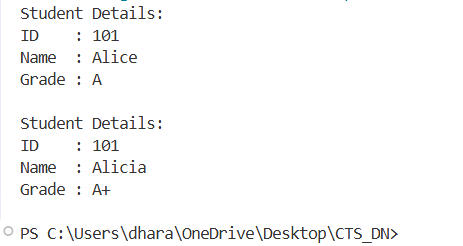 Student Details:
ID    : 101
Name  : Alice
Grade : A

Student Details:
ID    : 101
Name  : Alicia
Grade : A+

PS C:\Users\dhara\OneDrive\Desktop\CTS_DN>